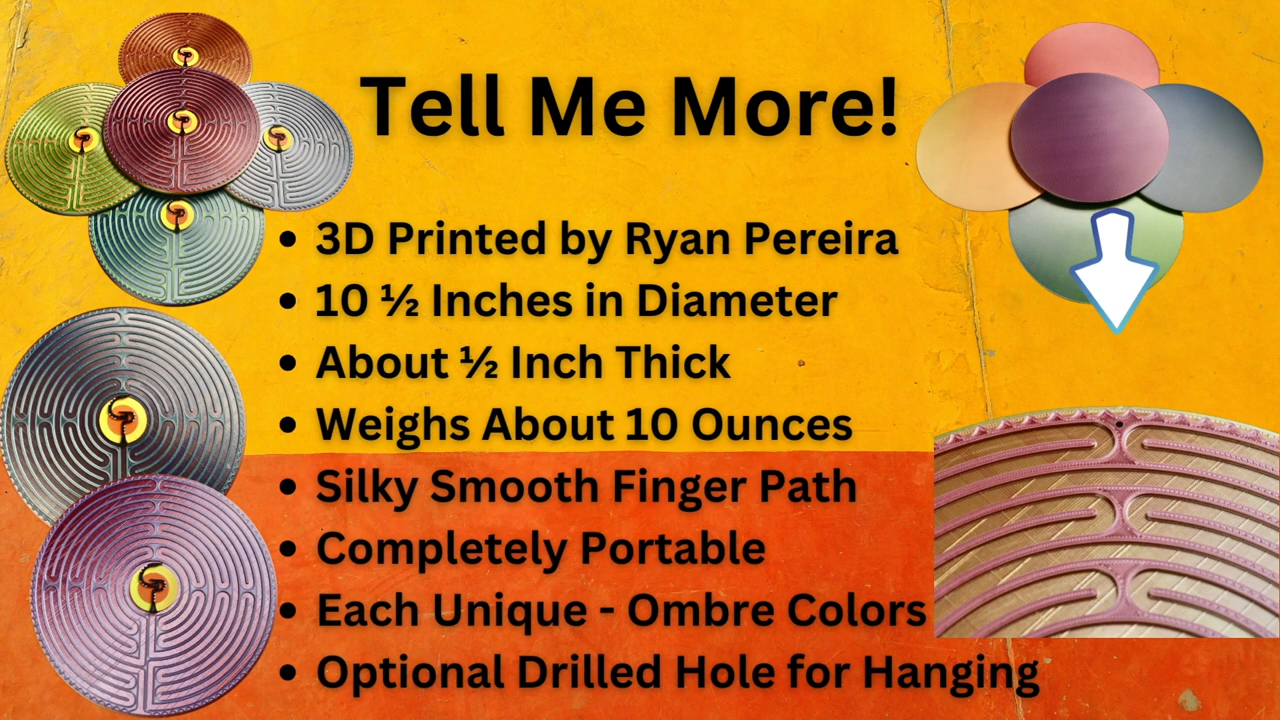 Tell Me More!
• 3D Printed by Ryan Pereira
• 10 ½ Inches in Diameter
• About ½ Inch Thick
• Weighs About 10 Ounces
• Silky Smooth Finger Path
• Completely Portable
• Each Unique - Ombre Colors
• Optional Drilled Hole for Hanging